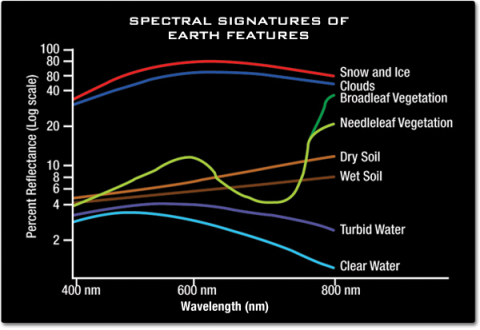 SPECTRAL SIGNATURES OF
EARTH FEATURES
Percent Reflectance (Log scale)
100
80
80
40
20
10
8
6
4
2
Snow and Ice
Clouds
Broadleaf Vegetation
Needleleaf Vegetation
Dry Soil
Wet Soil
Turbid Water
Clear Water
400 nm
600 nm
800 nm
Wavelength (nm)